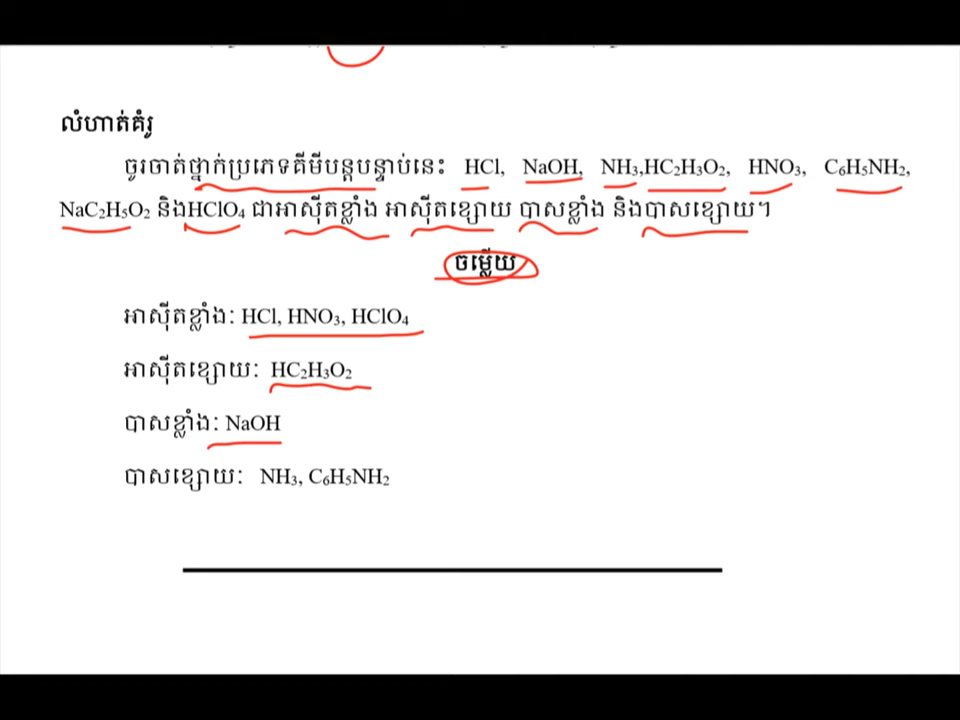 លំហាត់គំរូ
ចូរចាត់ថ្នាក់ប្រភេទគីមីបន្តបន្ទាប់នេះ HCl, NaOH, NH₃,HC₂H₃O₂, HNO₃, C₆H₅NH₂,
NaC₂H₅O₂ និងHClO₄ ជាអាស៊ីតខ្លាំង អាស៊ីតខ្សោយ បាសខ្លាំង និងបាសខ្សោយ។
ចម្លើយ
អាស៊ីតខ្លាំង: HCl, HNO₃, HClO₄
អាស៊ីតខ្សោយ: HC₂H₃O₂
បាសខ្លាំង: NaOH
បាសខ្សោយ: NH₃, C₆H₅NH₂